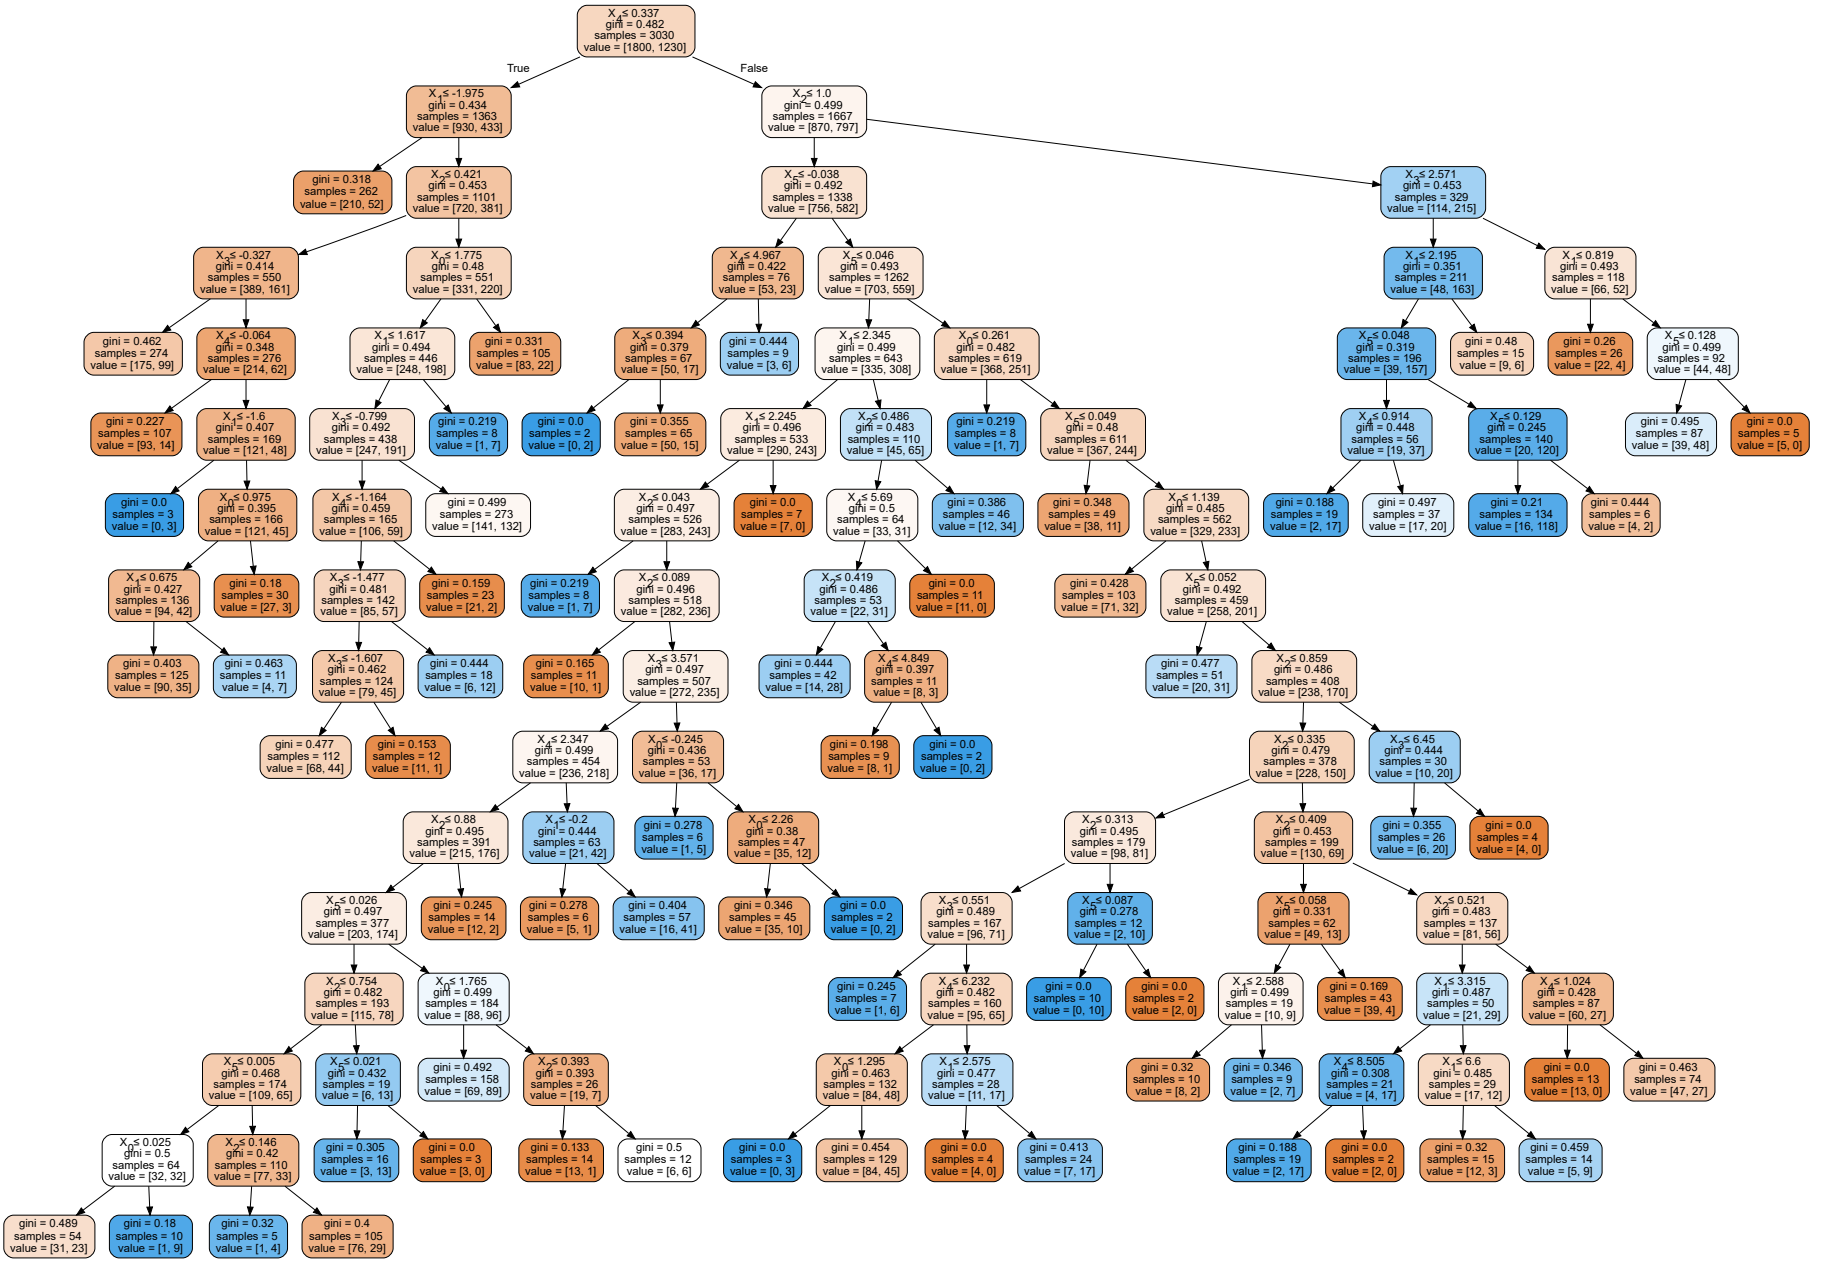 X4 ≤ 0.337
gini = 0.482
samples = 3030
value = [1800, 1230]
True
False
X1 ≤ -1.975
gini = 0.434
samples = 1363
value = [930, 433]
X2 ≤ 1.0
gini = 0.499
samples = 1667
value = [870, 797]
gini = 0.318
samples = 262
value = [210, 52]
X2 ≤ 0.421
gini = 0.453
samples = 1101
value = [720, 381]
X5 ≤ -0.038
gini = 0.492
samples = 1338
value = [756, 582]
X3 ≤ 2.571
gini = 0.453
samples = 329
value = [114, 215]
X3 ≤ -0.327
gini = 0.414
samples = 550
value = [389, 161]
X0 ≤ 1.775
gini = 0.48
samples = 551
value = [331, 220]
X4 ≤ 4.967
gini = 0.422
samples = 76
value = [53, 23]
X5 ≤ 0.046
gini = 0.493
samples = 1262
value = [703, 559]
X1 ≤ 2.195
gini = 0.351
samples = 211
value = [48, 163]
X1 ≤ 0.819
gini = 0.493
samples = 118
value = [66, 52]
gini = 0.462
samples = 274
value = [175, 99]
X4 ≤ -0.064
gini = 0.348
samples = 276
value = [214, 62]
X1 ≤ 1.617
gini = 0.494
samples = 446
value = [248, 198]
gini = 0.331
samples = 105
value = [83, 22]
X3 ≤ 0.394
gini = 0.379
samples = 67
value = [50, 17]
gini = 0.444
samples = 9
value = [3, 6]
X1 ≤ 2.345
gini = 0.499
samples = 643
value = [335, 308]
X0 ≤ 0.261
gini = 0.482
samples = 619
value = [368, 251]
X5 ≤ 0.048
gini = 0.319
samples = 196
value = [39, 157]
gini = 0.48
samples = 15
value = [9, 6]
gini = 0.26
samples = 26
value = [22, 4]
X5 ≤ 0.128
gini = 0.499
samples = 92
value = [44, 48]
gini = 0.227
samples = 107
value = [93, 14]
X1 ≤ -1.6
gini = 0.407
samples = 169
value = [121, 48]
X3 ≤ -0.799
gini = 0.492
samples = 438
value = [247, 191]
gini = 0.219
samples = 8
value = [1, 7]
gini = 0.0
samples = 2
value = [0, 2]
gini = 0.355
samples = 65
value = [50, 15]
X1 ≤ 2.245
gini = 0.496
samples = 533
value = [290, 243]
X2 ≤ 0.486
gini = 0.483
samples = 110
value = [45, 65]
gini = 0.219
samples = 8
value = [1, 7]
X5 ≤ 0.049
gini = 0.48
samples = 611
value = [367, 244]
X4 ≤ 0.914
gini = 0.448
samples = 56
value = [19, 37]
X5 ≤ 0.129
gini = 0.245
samples = 140
value = [20, 120]
gini = 0.495
samples = 87
value = [39, 48]
gini = 0.0
samples = 5
value = [5, 0]
gini = 0.0
samples = 3
value = [0, 3]
X0 ≤ 0.975
gini = 0.395
samples = 166
value = [121, 45]
X4 ≤ -1.164
gini = 0.459
samples = 165
value = [106, 59]
gini = 0.499
samples = 273
value = [141, 132]
X2 ≤ 0.043
gini = 0.497
samples = 526
value = [283, 243]
gini = 0.0
samples = 7
value = [7, 0]
X4 ≤ 5.69
gini = 0.5
samples = 64
value = [33, 31]
gini = 0.386
samples = 46
value = [12, 34]
gini = 0.348
samples = 49
value = [38, 11]
X0 ≤ 1.139
gini = 0.485
samples = 562
value = [329, 233]
gini = 0.188
samples = 19
value = [2, 17]
gini = 0.497
samples = 37
value = [17, 20]
gini = 0.21
samples = 134
value = [16, 118]
gini = 0.444
samples = 6
value = [4, 2]
X1 ≤ 0.675
gini = 0.427
samples = 136
value = [94, 42]
gini = 0.18
samples = 30
value = [27, 3]
X3 ≤ -1.477
gini = 0.481
samples = 142
value = [85, 57]
gini = 0.159
samples = 23
value = [21, 2]
gini = 0.219
samples = 8
value = [1, 7]
X2 ≤ 0.089
gini = 0.496
samples = 518
value = [282, 236]
X2 ≤ 0.419
gini = 0.486
samples = 53
value = [22, 31]
gini = 0.0
samples = 11
value = [11, 0]
gini = 0.428
samples = 103
value = [71, 32]
X5 ≤ 0.052
gini = 0.492
samples = 459
value = [258, 201]
gini = 0.403
samples = 125
value = [90, 35]
gini = 0.463
samples = 11
value = [4, 7]
X3 ≤ -1.607
gini = 0.462
samples = 124
value = [79, 45]
gini = 0.444
samples = 18
value = [6, 12]
gini = 0.165
samples = 11
value = [10, 1]
X3 ≤ 3.571
gini = 0.497
samples = 507
value = [272, 235]
gini = 0.444
samples = 42
value = [14, 28]
X4 ≤ 4.849
gini = 0.397
samples = 11
value = [8, 3]
gini = 0.477
samples = 51
value = [20, 31]
X2 ≤ 0.859
gini = 0.486
samples = 408
value = [238, 170]
gini = 0.477
samples = 112
value = [68, 44]
gini = 0.153
samples = 12
value = [11, 1]
X4 ≤ 2.347
gini = 0.499
samples = 454
value = [236, 218]
X0 ≤ -0.245
gini = 0.436
samples = 53
value = [36, 17]
gini = 0.198
samples = 9
value = [8, 1]
gini = 0.0
samples = 2
value = [0, 2]
X2 ≤ 0.335
gini = 0.479
samples = 378
value = [228, 150]
X3 ≤ 6.45
gini = 0.444
samples = 30
value = [10, 20]
X2 ≤ 0.88
gini = 0.495
samples = 391
value = [215, 176]
X1 ≤ -0.2
gini = 0.444
samples = 63
value = [21, 42]
gini = 0.278
samples = 6
value = [1, 5]
X0 ≤ 2.26
gini = 0.38
samples = 47
value = [35, 12]
X2 ≤ 0.313
gini = 0.495
samples = 179
value = [98, 81]
X2 ≤ 0.409
gini = 0.453
samples = 199
value = [130, 69]
gini = 0.355
samples = 26
value = [6, 20]
gini = 0.0
samples = 4
value = [4, 0]
X5 ≤ 0.026
gini = 0.497
samples = 377
value = [203, 174]
gini = 0.245
samples = 14
value = [12, 2]
gini = 0.278
samples = 6
value = [5, 1]
gini = 0.404
samples = 57
value = [16, 41]
gini = 0.346
samples = 45
value = [35, 10]
gini = 0.0
samples = 2
value = [0, 2]
X3 ≤ 0.551
gini = 0.489
samples = 167
value = [96, 71]
X5 ≤ 0.087
gini = 0.278
samples = 12
value = [2, 10]
X5 ≤ 0.058
gini = 0.331
samples = 62
value = [49, 13]
X2 ≤ 0.521
gini = 0.483
samples = 137
value = [81, 56]
X2 ≤ 0.754
gini = 0.482
samples = 193
value = [115, 78]
X0 ≤ 1.765
gini = 0.499
samples = 184
value = [88, 96]
gini = 0.245
samples = 7
value = [1, 6]
X4 ≤ 6.232
gini = 0.482
samples = 160
value = [95, 65]
gini = 0.0
samples = 10
value = [0, 10]
gini = 0.0
samples = 2
value = [2, 0]
X1 ≤ 2.588
gini = 0.499
samples = 19
value = [10, 9]
gini = 0.169
samples = 43
value = [39, 4]
X1 ≤ 3.315
gini = 0.487
samples = 50
value = [21, 29]
X4 ≤ 1.024
gini = 0.428
samples = 87
value = [60, 27]
X5 ≤ 0.005
gini = 0.468
samples = 174
value = [109, 65]
X5 ≤ 0.021
gini = 0.432
samples = 19
value = [6, 13]
gini = 0.492
samples = 158
value = [69, 89]
X2 ≤ 0.393
gini = 0.393
samples = 26
value = [19, 7]
X0 ≤ 1.295
gini = 0.463
samples = 132
value = [84, 48]
X1 ≤ 2.575
gini = 0.477
samples = 28
value = [11, 17]
gini = 0.32
samples = 10
value = [8, 2]
gini = 0.346
samples = 9
value = [2, 7]
X4 ≤ 8.505
gini = 0.308
samples = 21
value = [4, 17]
X1 ≤ 6.6
gini = 0.485
samples = 29
value = [17, 12]
gini = 0.0
samples = 13
value = [13, 0]
gini = 0.463
samples = 74
value = [47, 27]
X0 ≤ 0.025
gini = 0.5
samples = 64
value = [32, 32]
X2 ≤ 0.146
gini = 0.42
samples = 110
value = [77, 33]
gini = 0.305
samples = 16
value = [3, 13]
gini = 0.0
samples = 3
value = [3, 0]
gini = 0.133
samples = 14
value = [13, 1]
gini = 0.5
samples = 12
value = [6, 6]
gini = 0.0
samples = 3
value = [0, 3]
gini = 0.454
samples = 129
value = [84, 45]
gini = 0.0
samples = 4
value = [4, 0]
gini = 0.413
samples = 24
value = [7, 17]
gini = 0.188
samples = 19
value = [2, 17]
gini = 0.0
samples = 2
value = [2, 0]
gini = 0.32
samples = 15
value = [12, 3]
gini = 0.459
samples = 14
value = [5, 9]
gini = 0.489
samples = 54
value = [31, 23]
gini = 0.18
samples = 10
value = [1, 9]
gini = 0.32
samples = 5
value = [1, 4]
gini = 0.4
samples = 105
value = [76, 29]